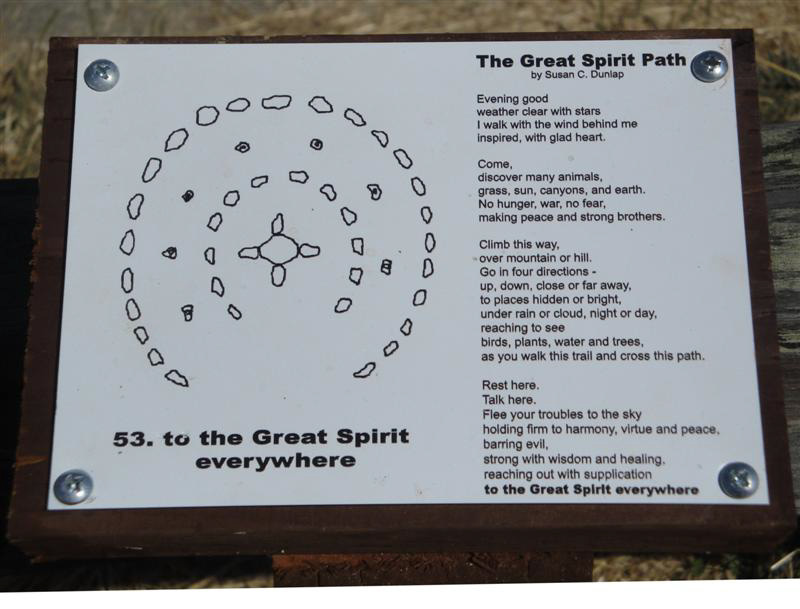 The Great Spirit Path
by Susan C. Dunlap
Evening good
weather clear with stars
I walk with the wind behind me
inspired, with glad heart.
Come,
discover many animals,
grass, sun, canyons, and earth.
No hunger, war, no fear,
making peace and strong brothers.
Climb this way,
over mountain or hill.
Go in four directions -
up, down, close or far away,
to places hidden or bright,
under rain or cloud, night or day,
reaching to see
birds, plants, water and trees,
as you walk this trail and cross this path.
Rest here.
Talk here.
Flee your troubles to the sky
holding firm to harmony, virtue and peace,
barring evil,
strong with wisdom and healing,
reaching out with supplication
to the Great Spirit everywhere
53. to the Great Spirit
everywhere